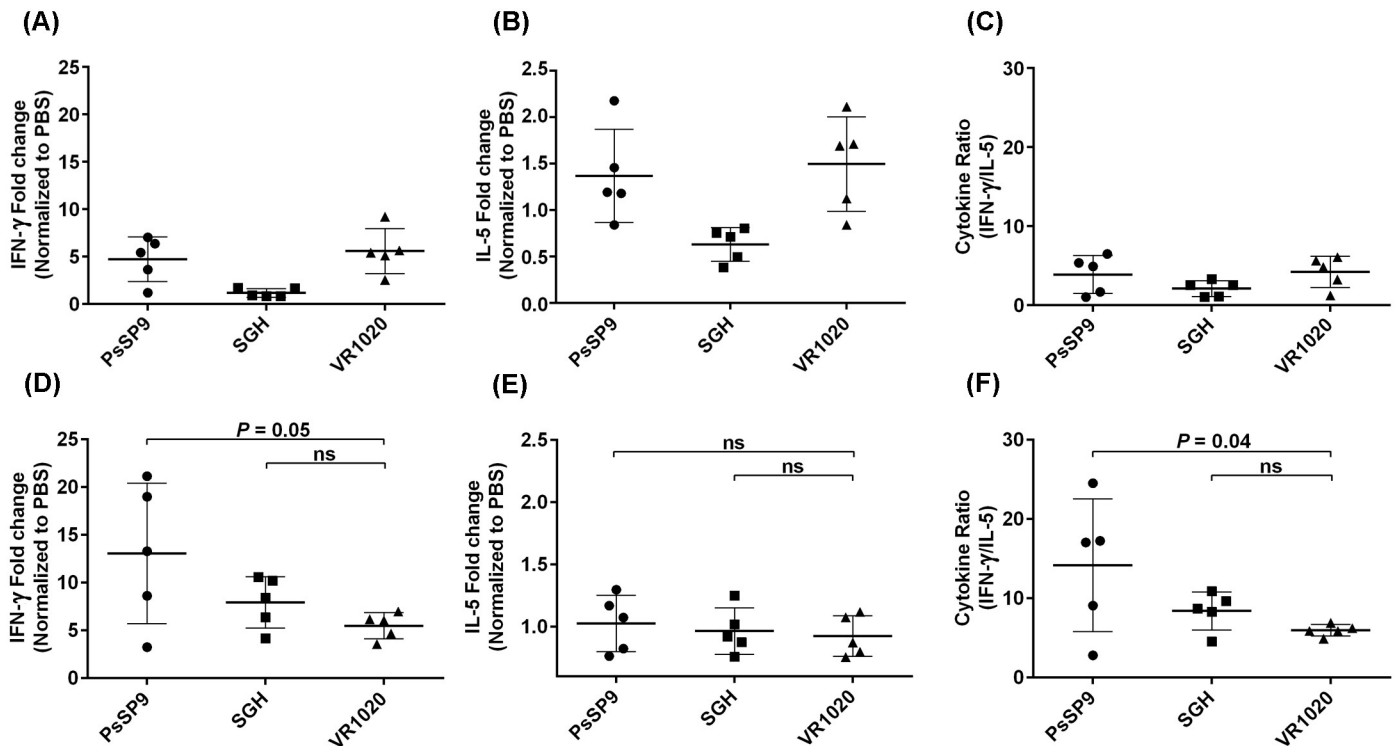 (A)
IFN-γ Fold change
(Normalized to PBS)
25
20
15
10
5
0
PsSP9
SGH
VR1020
(B)
IL-5 Fold change
(Normalized to PBS)
2.5
2.0
1.5
1.0
0.5
0.0
PsSP9
SGH
VR1020
(C)
Cytokine Ratio
(IFN-γ/IL-5)
30
20
10
0
PsSP9
SGH
VR1020
(D)
IFN-γ Fold change
(Normalized to PBS)
25
20
15
10
5
0
P = 0.05
ns
PsSP9
SGH
VR1020
(E)
IL-5 Fold change
(Normalized to PBS)
2.5
2.0
1.5
1.0
ns
ns
PsSP9
SGH
VR1020
(F)
Cytokine Ratio
(IFN-γ/IL-5)
30
20
10
0
P = 0.04
ns
PsSP9
SGH
VR1020